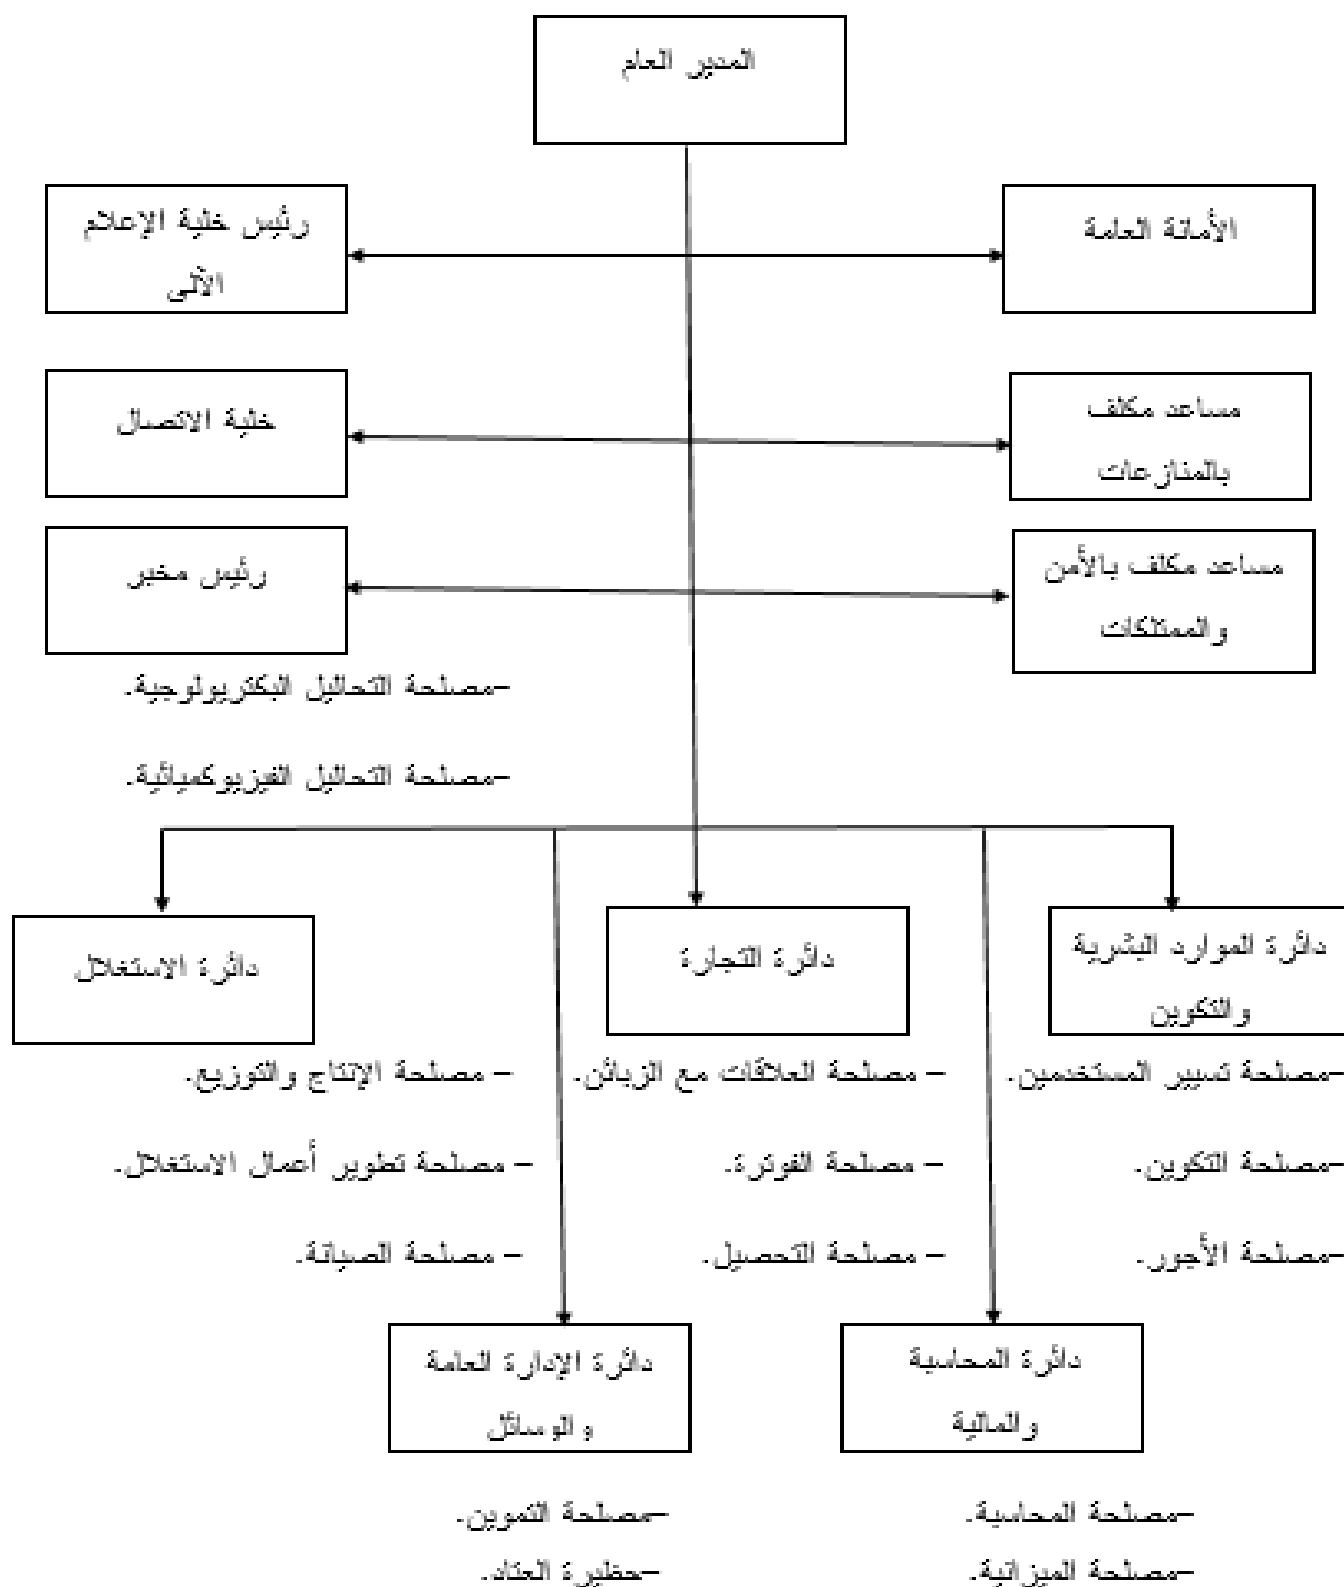 المدير العام
الأمانة العامة
رئيس خلية الإعلام
الآلي
مساعد مكلف
بالمنازعات
خلية الاتصال
مساعد مكلف بالأمن
والممتلكات
رئيس مخبر
-مصلحة التحاليل البكتريولوجية.
-مصلحة التحاليل الفيزيوكميائية.
دائرة الموارد البشرية
والتكوين
دائرة التجارة
دائرة الاستغلال
-مصلحة تسيير المستخدمين.
-مصلحة التكوين.
-مصلحة الأجور.
- مصلحة العلاقات مع الزبائن.
- مصلحة الفوترة.
- مصلحة التحصيل.
- مصلحة الإنتاج والتوزيع.
- مصلحة تطوير أعمال الاستغلال.
- مصلحة الصيانة.
دائرة المحاسبة
والمالية
دائرة الإدارة العامة
والوسائل
-مصلحة المحاسبة.
-مصلحة الميزانية.
-مصلحة التموين.
-حظيرة العتاد.